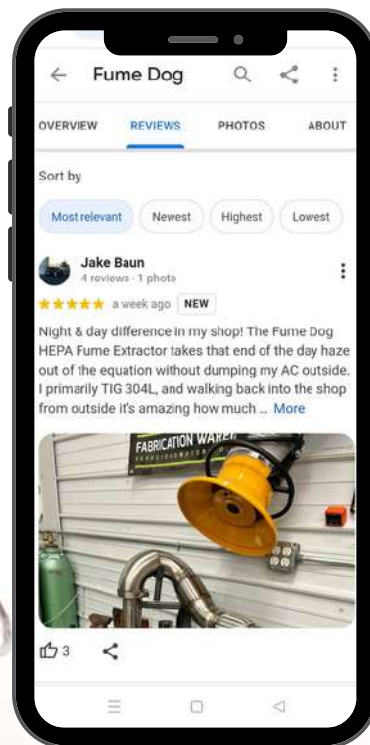 Fume Dog
OVERVIEW REVIEWS PHOTOS ABOUT
Sort by
Most relevant Newest Highest Lowest
Jake Baun
4 reviews · 1 photo
a week ago NEW
Night & day difference in my shop! The Fume Dog
HEPA Fume Extractor takes that end of the day haze
out of the equation without dumping my AC outside.
I primarily TIG 304L, and walking back into the shop
from outside it's amazing how much ... More
FABRICATION
3